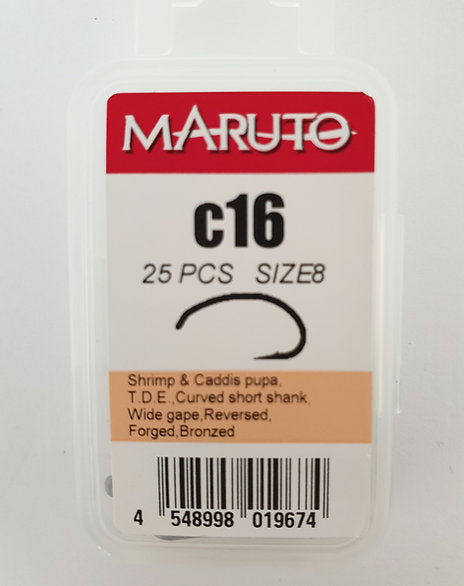 MARUTO
c16
25 PCS SIZE8
Shrimp & Caddis pupa,
T.D.E.,Curved short shank,
Wide gape,Reversed,
Forged,Bronzed
4 548998 019674